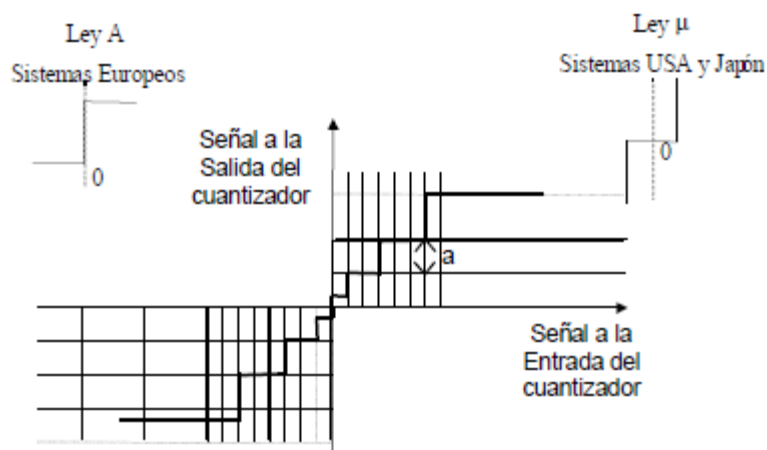 Ley A
Sistemas Europeos
0
Ley µ
Sistemas USA y Japón
0
Señal a la
Salida del
cuantizador
a
Señal a la
Entrada del
cuantizador